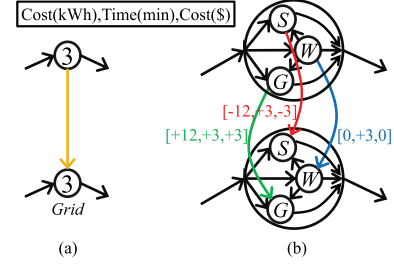 Cost(kWh),Time(min),Cost($)
3
S
W
G
[-12,+3,-3]
[+12,+3,+3]
[0,+3,0]
3
Grid
S
W
G
(a)
(b)